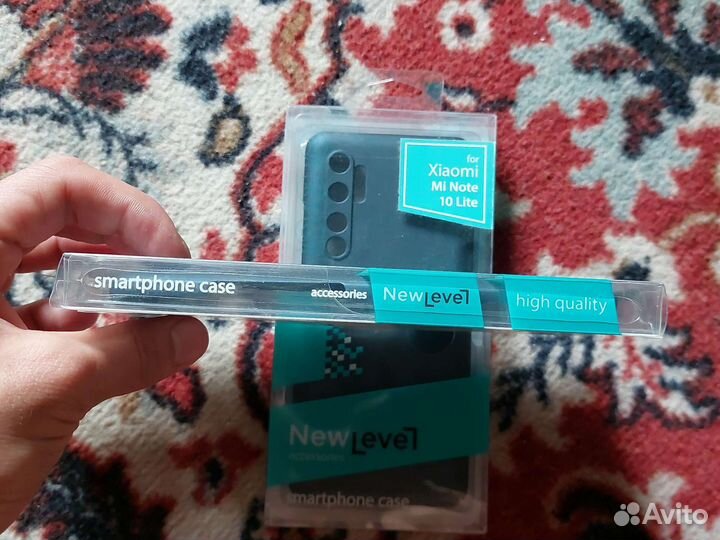 for
Xiaomi
Mi Note
10 Lite
smartphone case
accessories
NewLevel
high quality
NewLevel
accessories
smartphone case
Avito